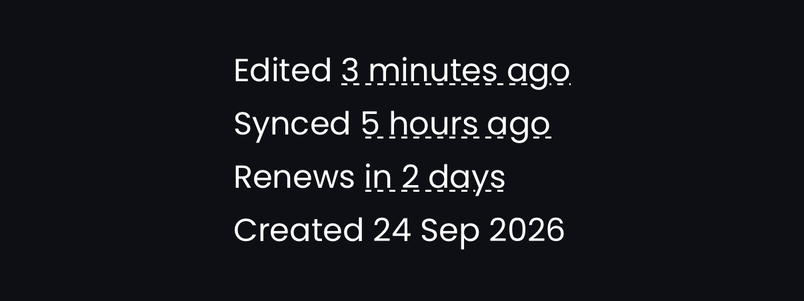 Edited 3 minutes ago
Synced 5 hours ago
Renews in 2 days
Created 24 Sep 2026